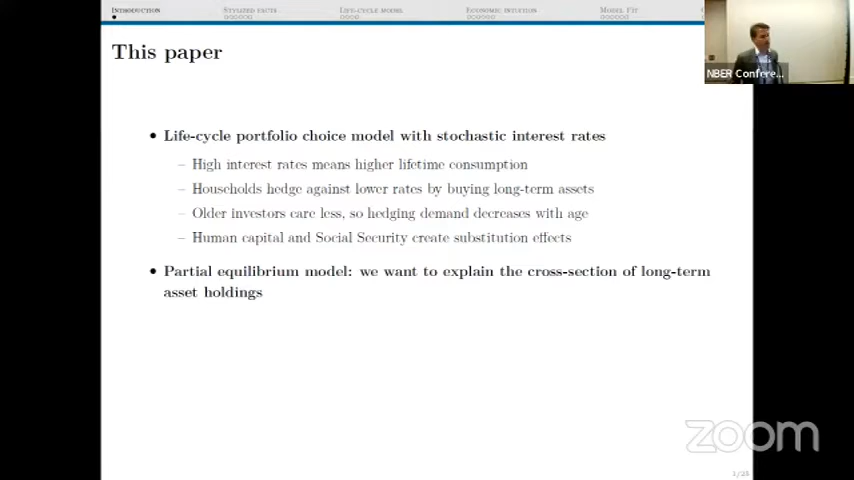 Introduction
Stylized facts
Life-cycle model
Economic intuition
Model Fit
This paper
NBER Confere...
• Life-cycle portfolio choice model with stochastic interest rates
– High interest rates means higher lifetime consumption
– Households hedge against lower rates by buying long-term assets
– Older investors care less, so hedging demand decreases with age
– Human capital and Social Security create substitution effects
• Partial equilibrium model: we want to explain the cross-section of long-term
asset holdings
zoom